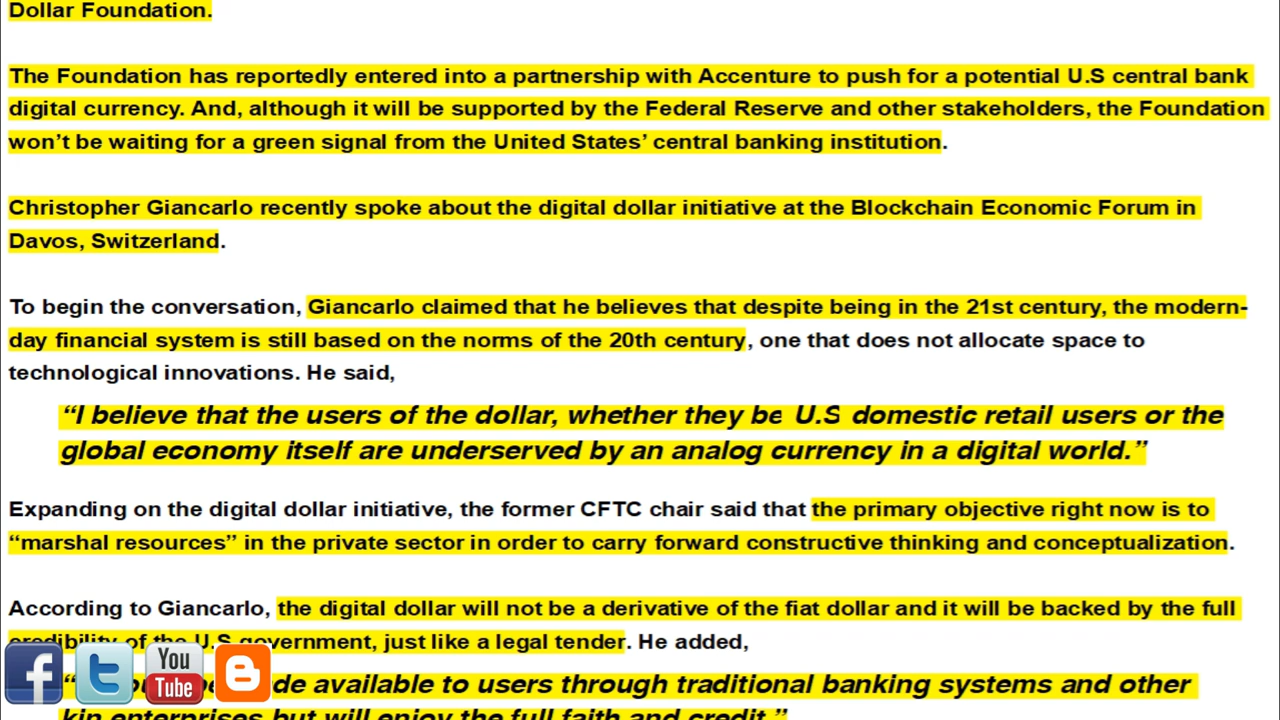 Dollar Foundation.
The Foundation has reportedly entered into a partnership with Accenture to push for a potential U.S central bank
digital currency. And, although it will be supported by the Federal Reserve and other stakeholders, the Foundation
won’t be waiting for a green signal from the United States’ central banking institution.
Christopher Giancarlo recently spoke about the digital dollar initiative at the Blockchain Economic Forum in
Davos, Switzerland.
To begin the conversation, Giancarlo claimed that he believes that despite being in the 21st century, the modern-
day financial system is still based on the norms of the 20th century, one that does not allocate space to
technological innovations. He said,
“I believe that the users of the dollar, whether they be U.S domestic retail users or the
global economy itself are underserved by an analog currency in a digital world.”
Expanding on the digital dollar initiative, the former CFTC chair said that the primary objective right now is to
“marshal resources” in the private sector in order to carry forward constructive thinking and conceptualization.
According to Giancarlo, the digital dollar will not be a derivative of the fiat dollar and it will be backed by the full
credibility of the U.S government, just like a legal tender. He added,
available to users through traditional banking systems and other
kin enterprises but will enjoy the full faith and credit.”
f
t
You
Tube
B